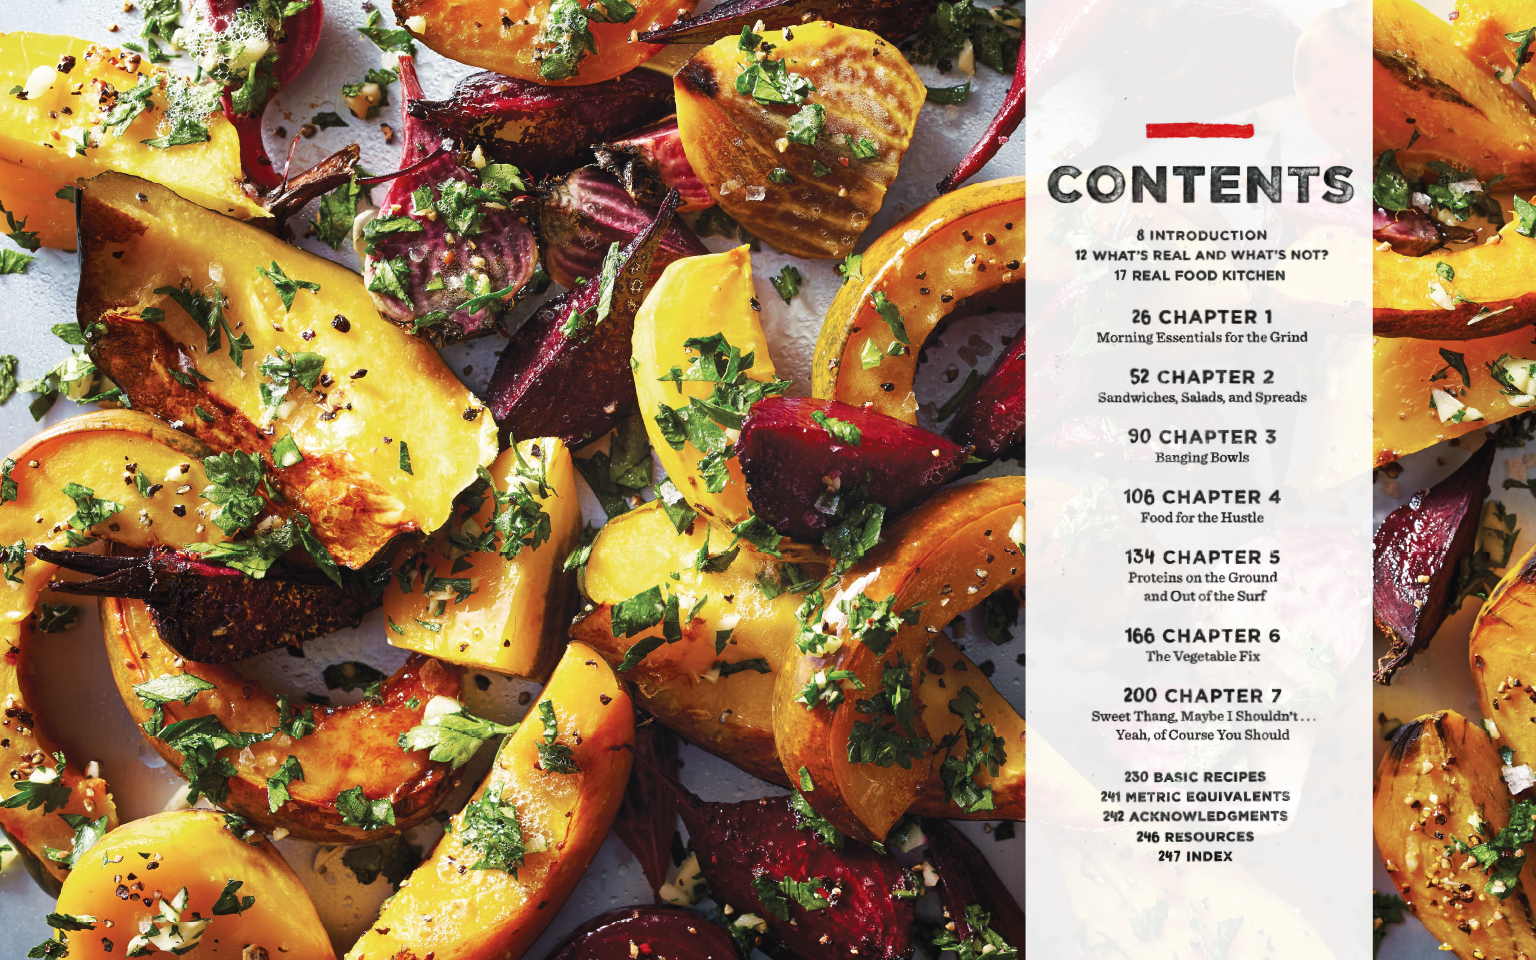 CONTENTS
8 INTRODUCTION
12 WHAT'S REAL AND WHAT'S NOT?
17 REAL FOOD KITCHEN
26 CHAPTER 1
Morning Essentials for the Grind
52 CHAPTER 2
Sandwiches, Salads, and Spreads
90 CHAPTER 3
Banging Bowls
106 CHAPTER 4
Food for the Hustle
134 CHAPTER 5
Proteins on the Ground
and Out of the Surf
166 CHAPTER 6
The Vegetable Fix
200 CHAPTER 7
Sweet Thang, Maybe I Shouldn't . . .
Yeah, of Course You Should
230 BASIC RECIPES
241 METRIC EQUIVALENTS
242 ACKNOWLEDGMENTS
246 RESOURCES
247 INDEX